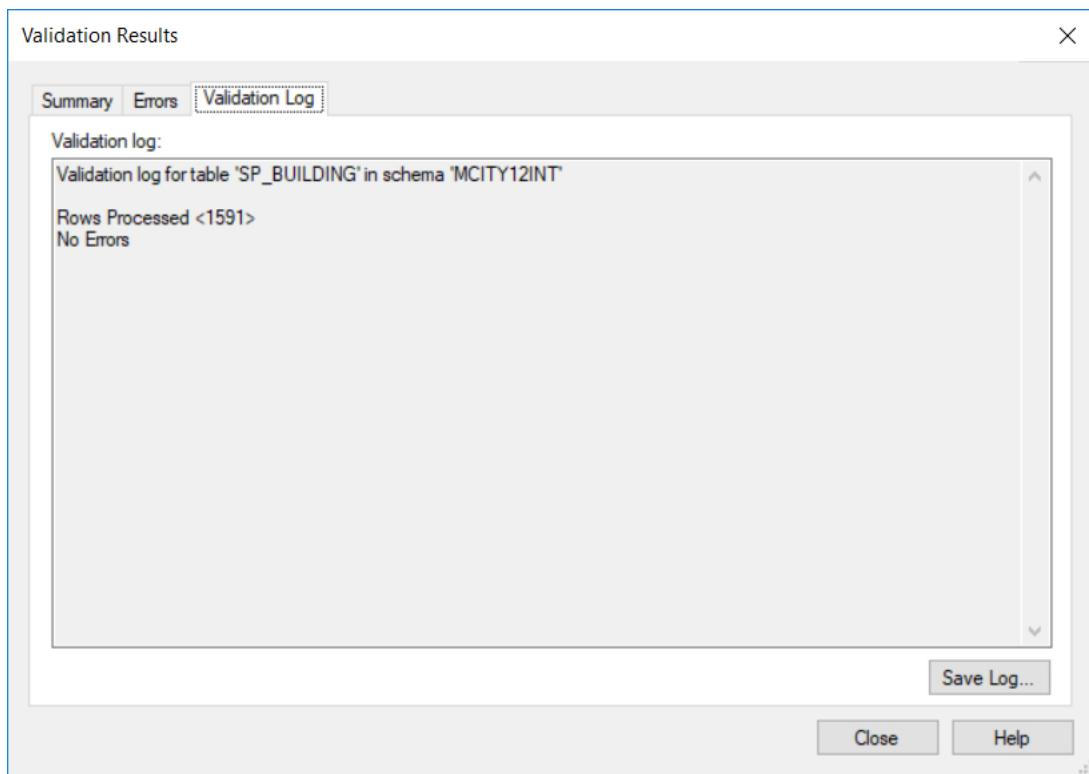 Validation Results
Summary Errors Validation Log
Validation log:
Validation log for table "SP_BUILDING" in schema "MCITY12INT"
Rows Processed <1591>
No Errors
Save Log...
Close Help